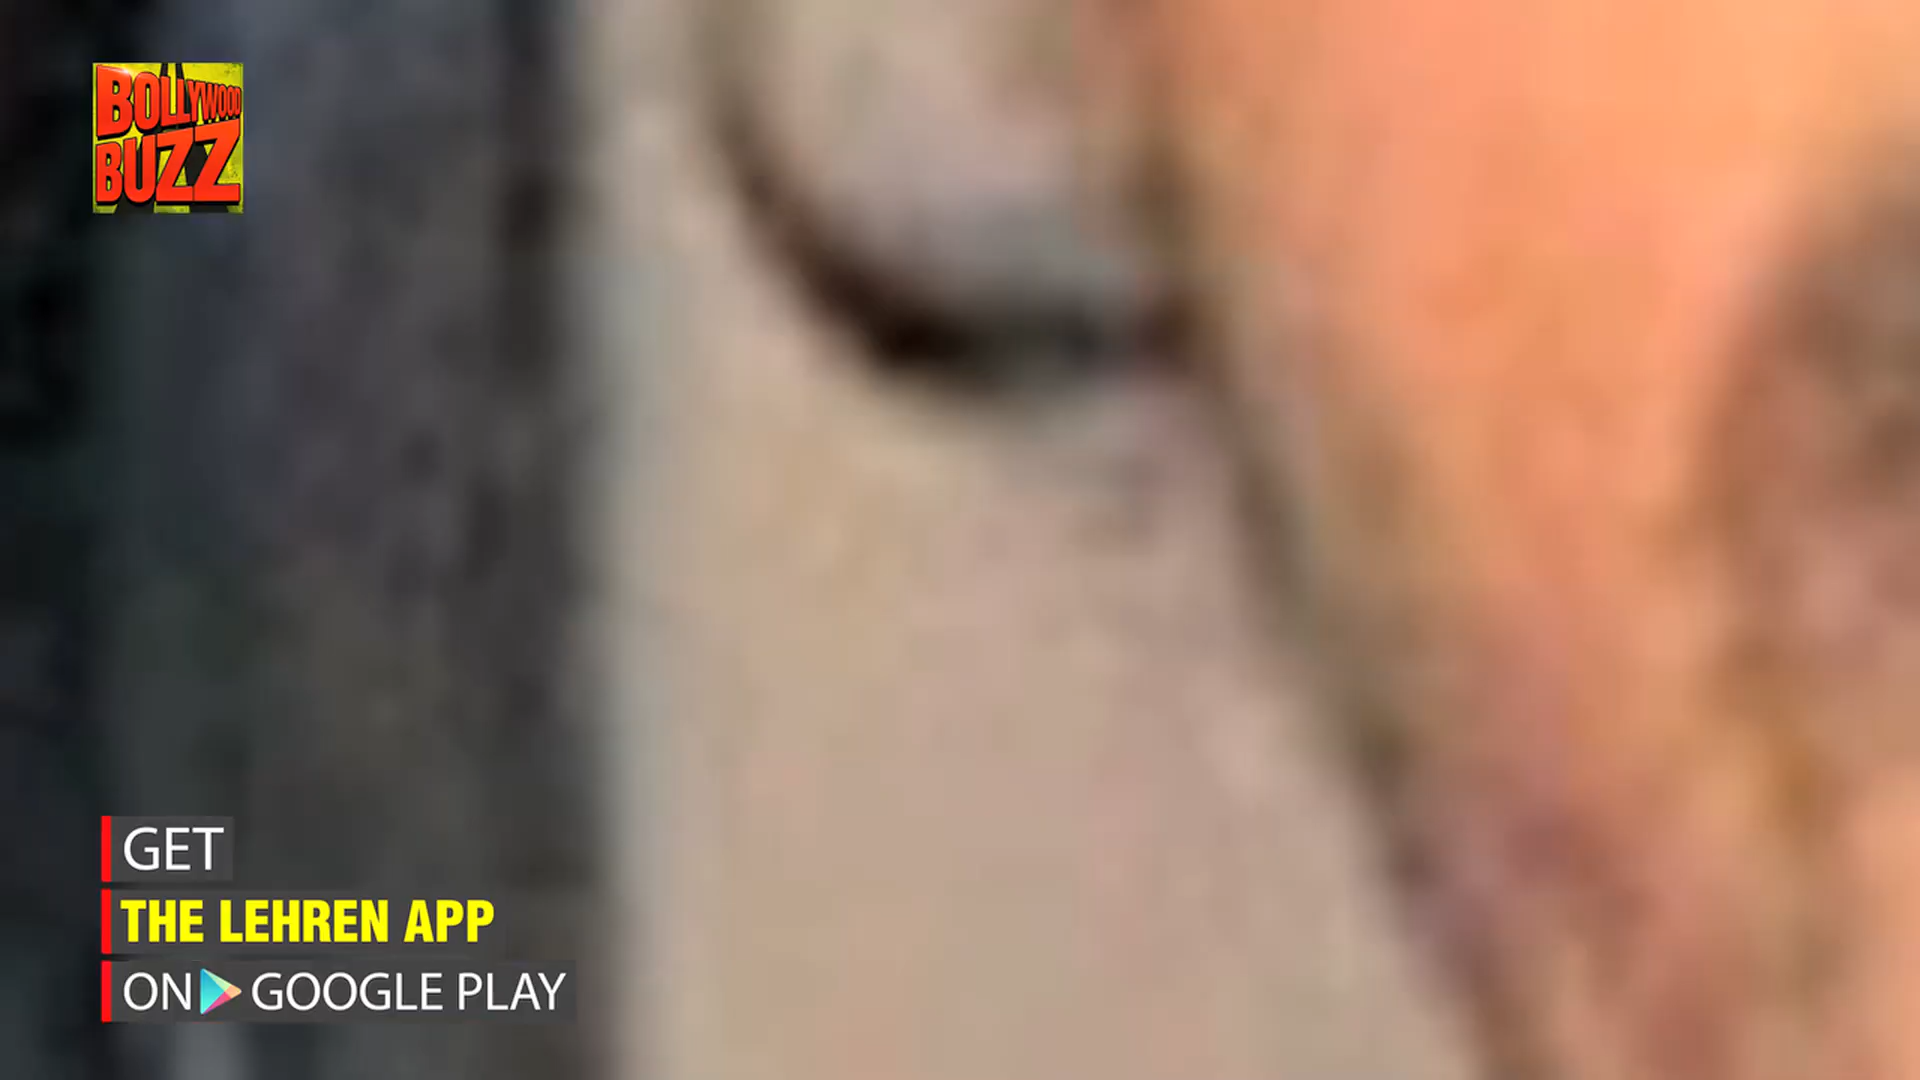 BOLLYWOOD
BUZZ
GET
THE LEHREN APP
ON GOOGLE PLAY